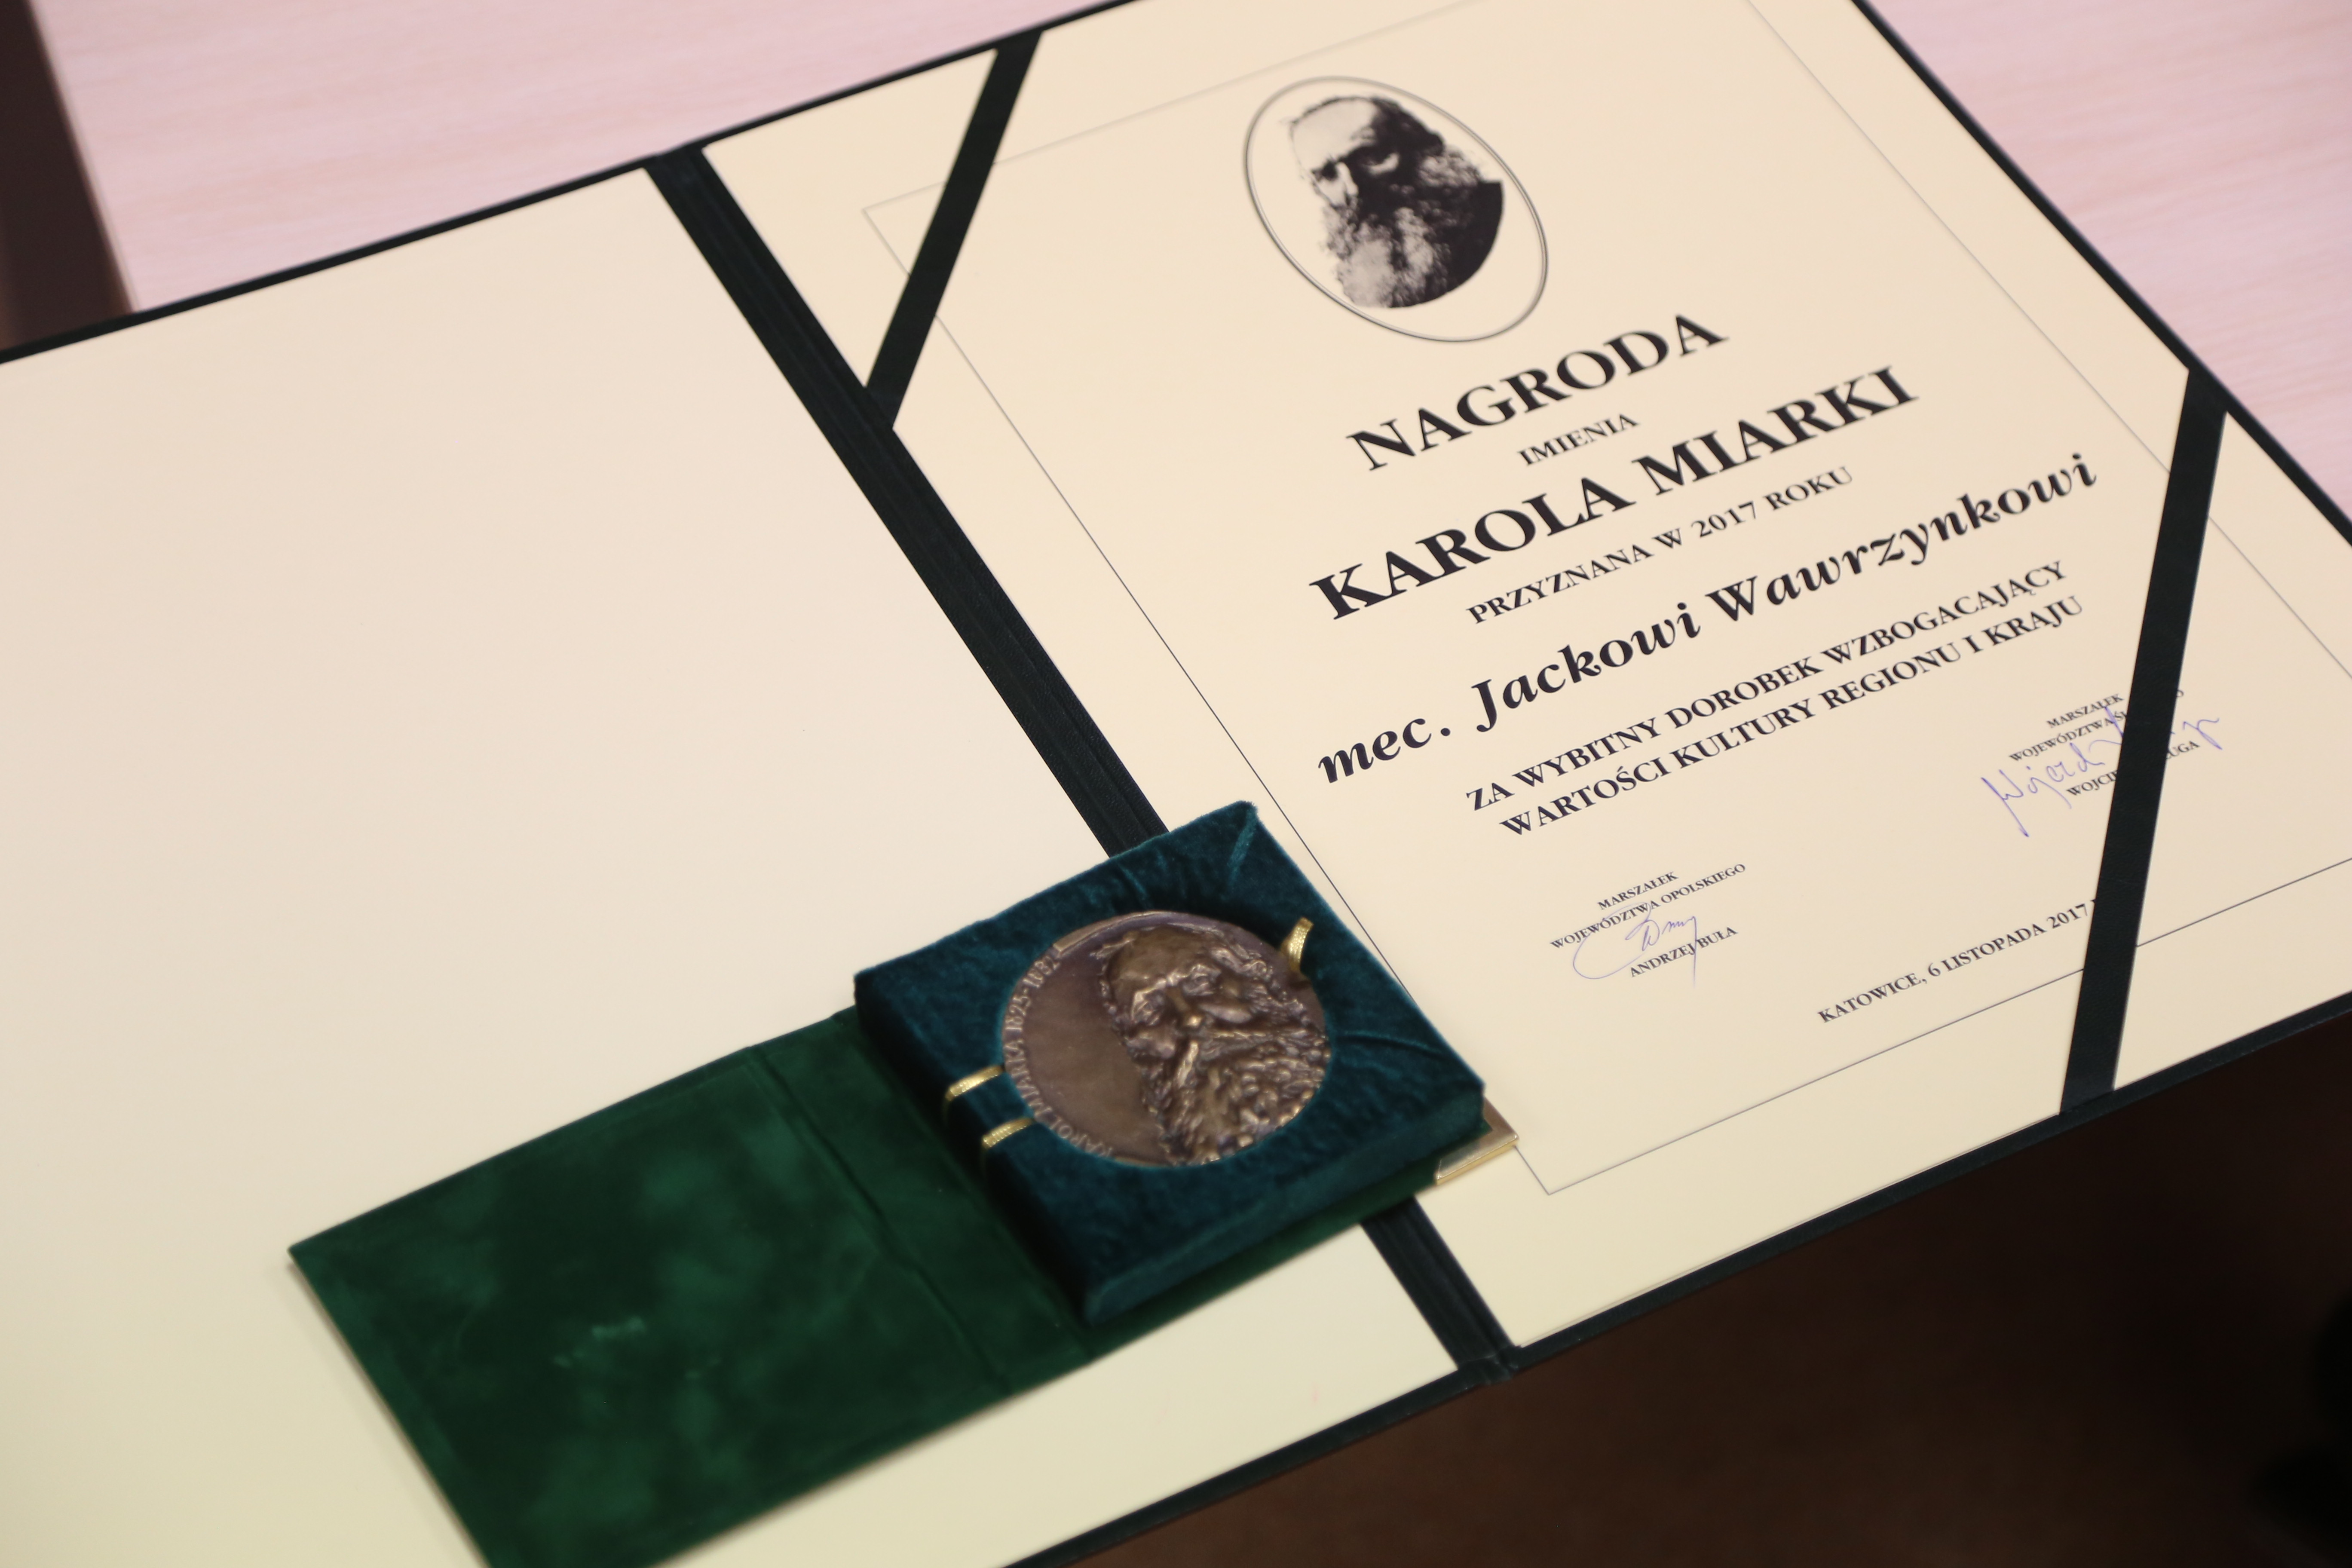 NAGRODA
IMIENIA
KAROLA MIARKI
PRZYZNANA W 2017 ROKU
mec. Jackowi Wawrzynkowi
ZA WYBITNY DOROBEK WZBOGACAJĄCY
WARTOŚCI KULTURY REGIONU I KRAJU
MARSZAŁEK
WOJEWÓDZTWA
MARSZAŁEK
WOJEWÓDZTWA OPOLSKIEGO
ANDRZEJ BUŁA
KATOWICE, 6 LISTOPADA 2017
KAROL MIARKA 1825-1882